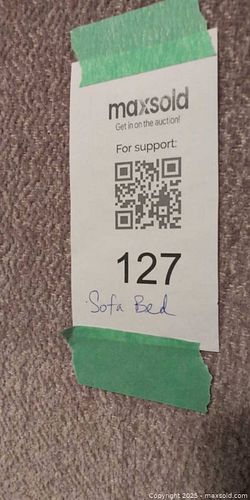 maxsold
Get in on the auction!
For support:
127
Sofa Bed
Copyright 2025 - maxsold.com